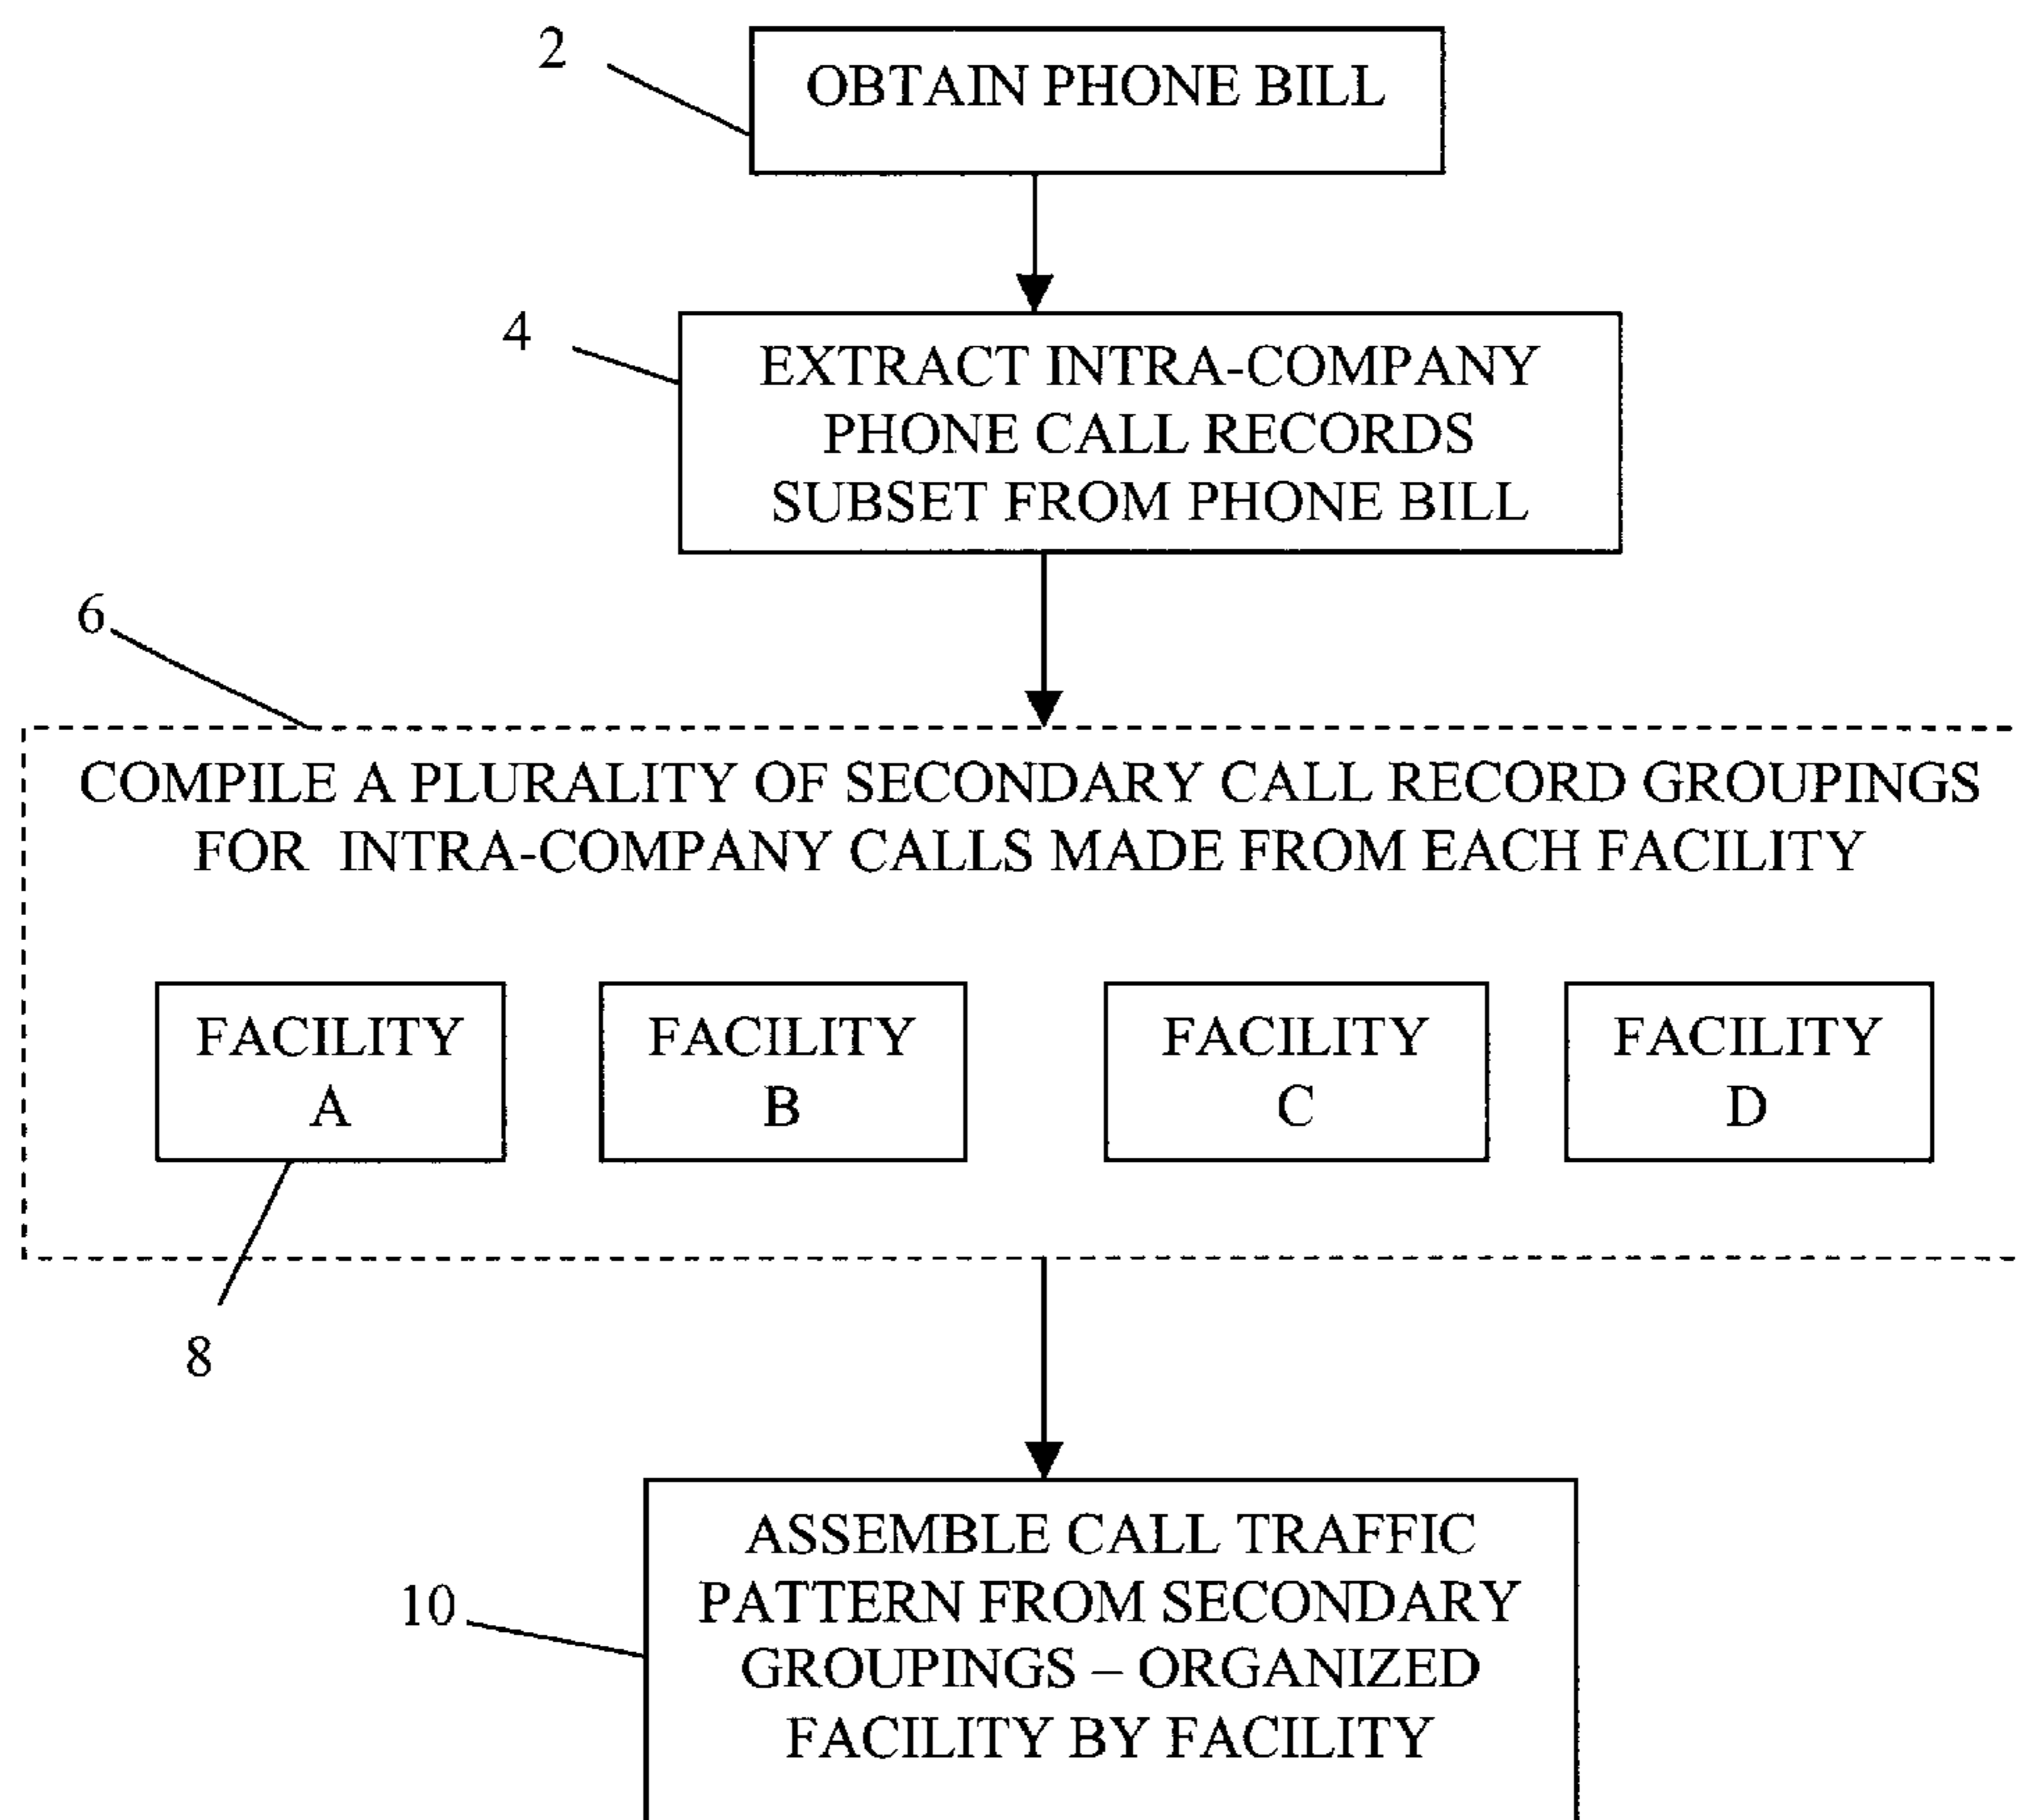 2
OBTAIN PHONE BILL
4
EXTRACT INTRA-COMPANY
PHONE CALL RECORDS
SUBSET FROM PHONE BILL
6
COMPILE A PLURALITY OF SECONDARY CALL RECORD GROUPINGS
FOR INTRA-COMPANY CALLS MADE FROM EACH FACILITY
FACILITY
A
FACILITY
B
FACILITY
C
FACILITY
D
8
10
ASSEMBLE CALL TRAFFIC
PATTERN FROM SECONDARY
GROUPINGS – ORGANIZED
FACILITY BY FACILITY